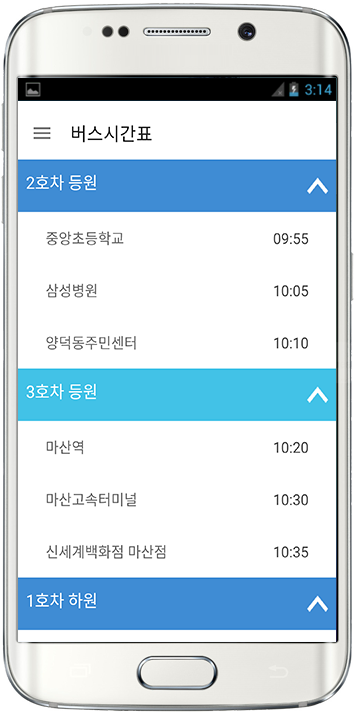 3:14
버스시간표
2호차 등원
중앙초등학교 09:55
삼성병원 10:05
양덕동주민센터 10:10
3호차 등원
마산역 10:20
마산고속터미널 10:30
신세계백화점 마산점 10:35
1호차 하원